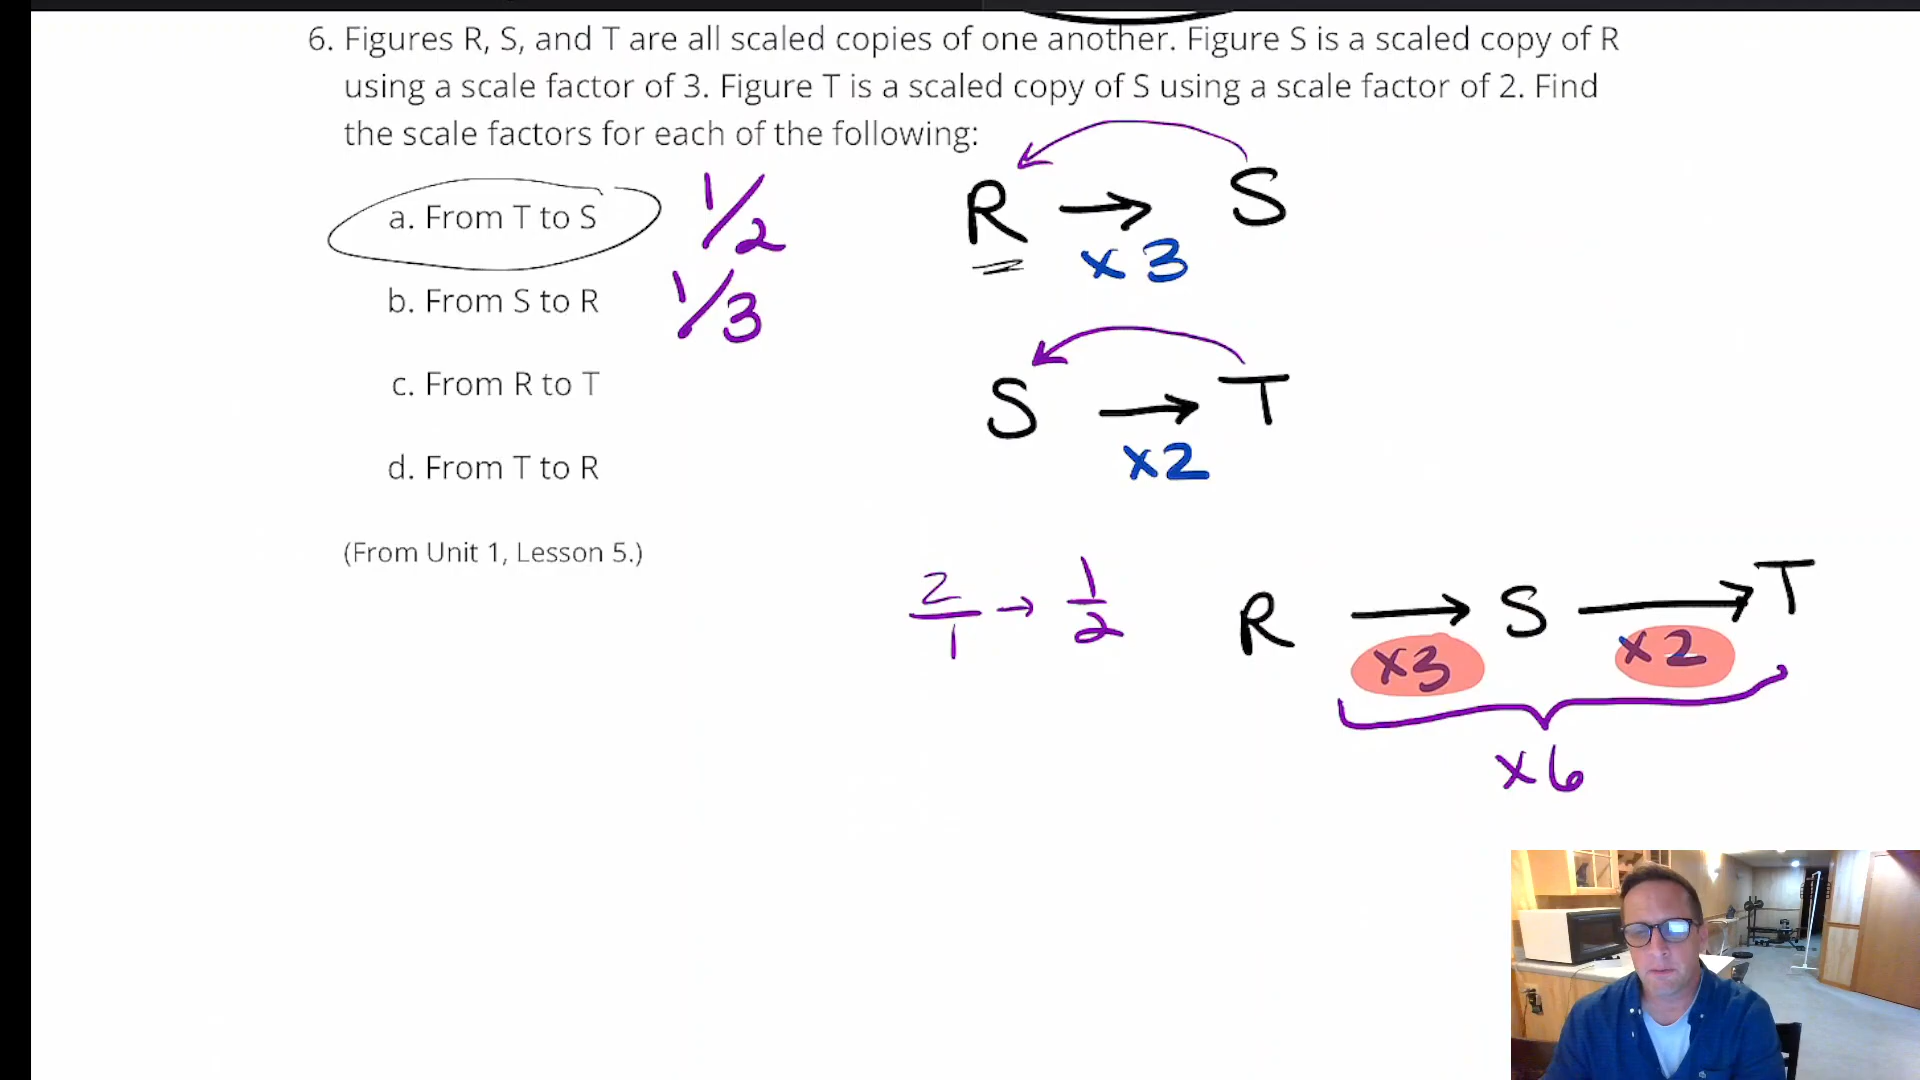 6. Figures R, S, and T are all scaled copies of one another. Figure S is a scaled copy of R
using a scale factor of 3. Figure T is a scaled copy of S using a scale factor of 2. Find
the scale factors for each of the following:
a. From T to S 1/2
b. From S to R 1/3
c. From R to T
d. From T to R
(From Unit 1, Lesson 5.)
R → S
x 3
S → T
x2
2/1 → 1/2
R → S → T
x3 x2
x6